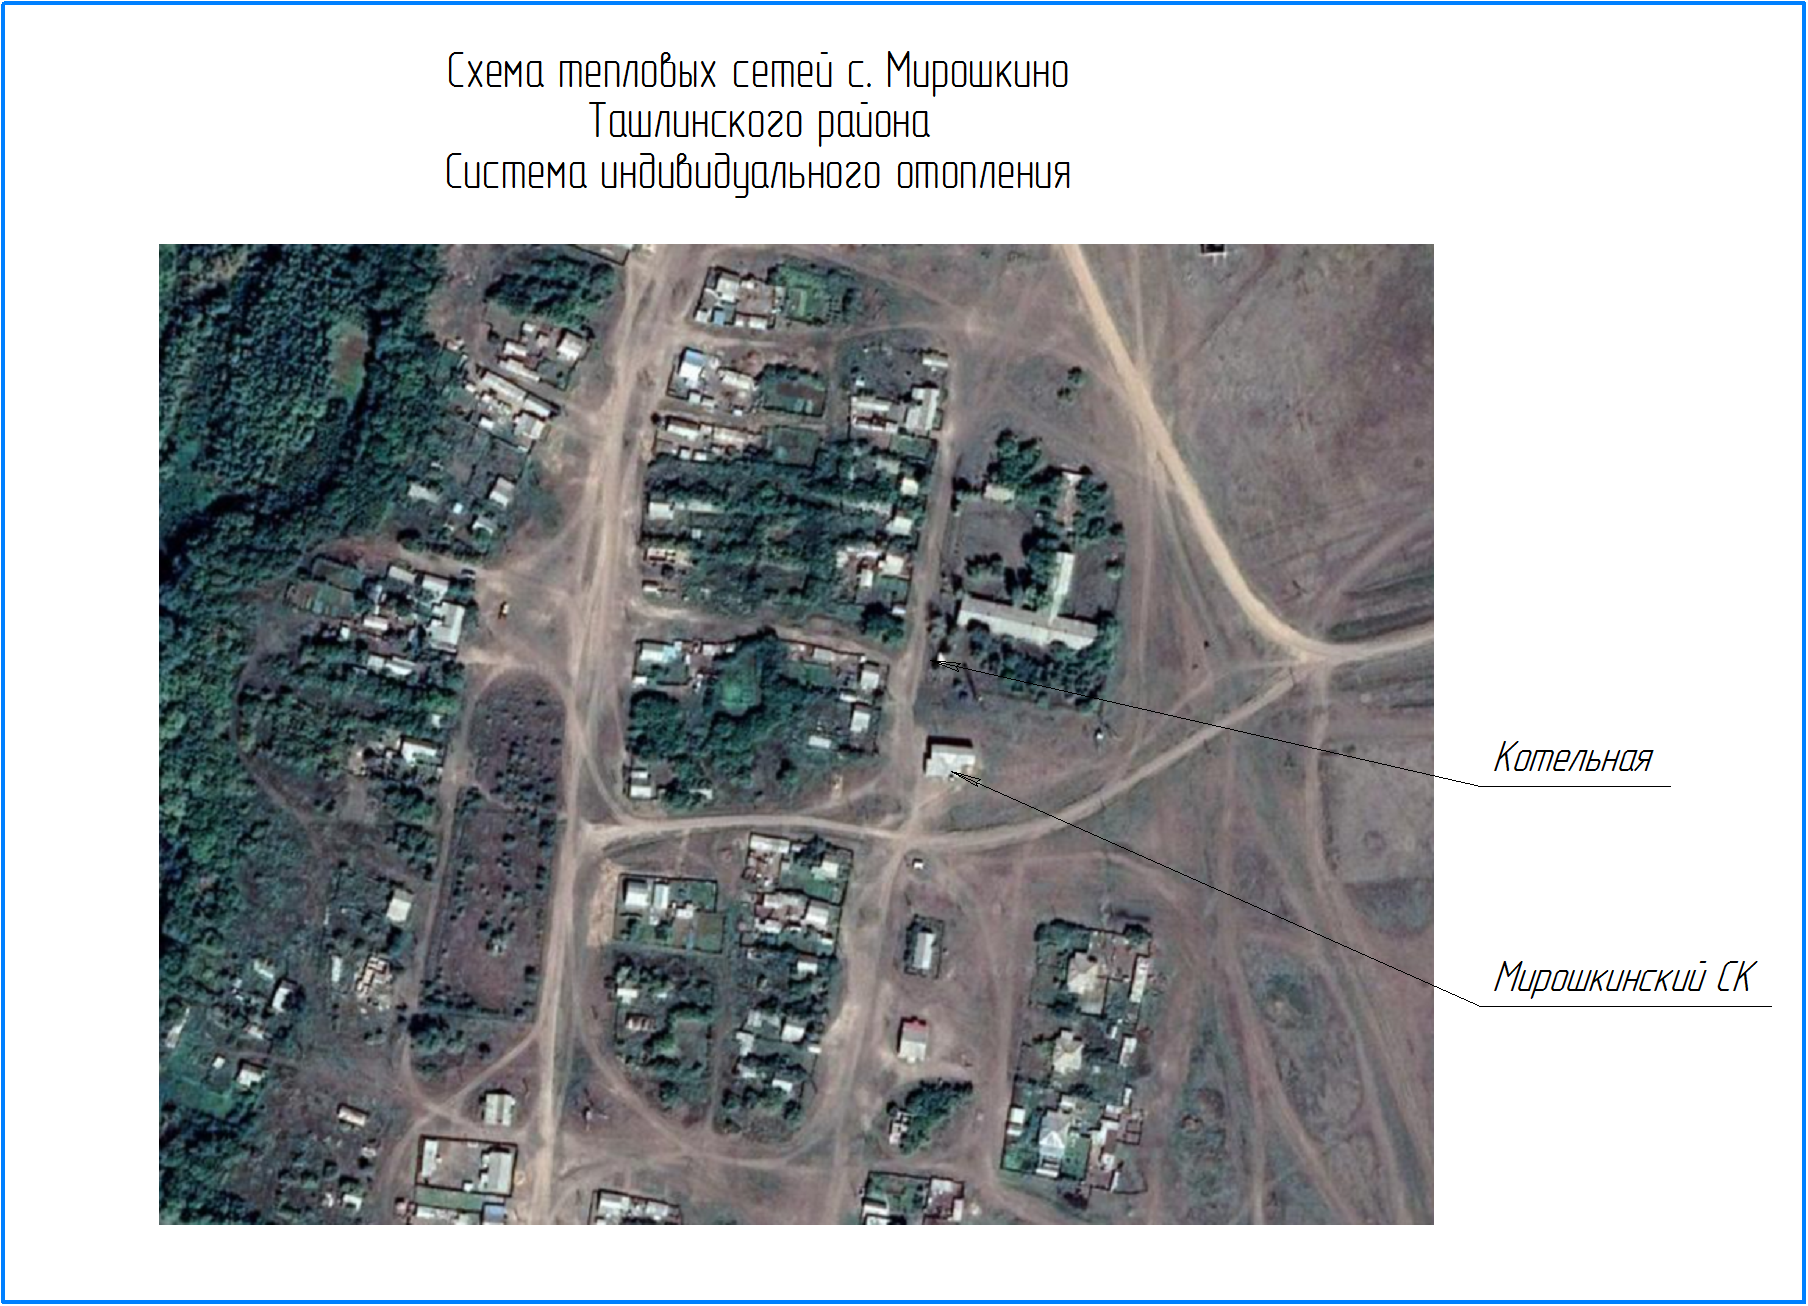 Схема тепловых сетей с. Мирошкино
Ташлинского района
Система индивидуального отопления
Котельная
Мирошкинский СК